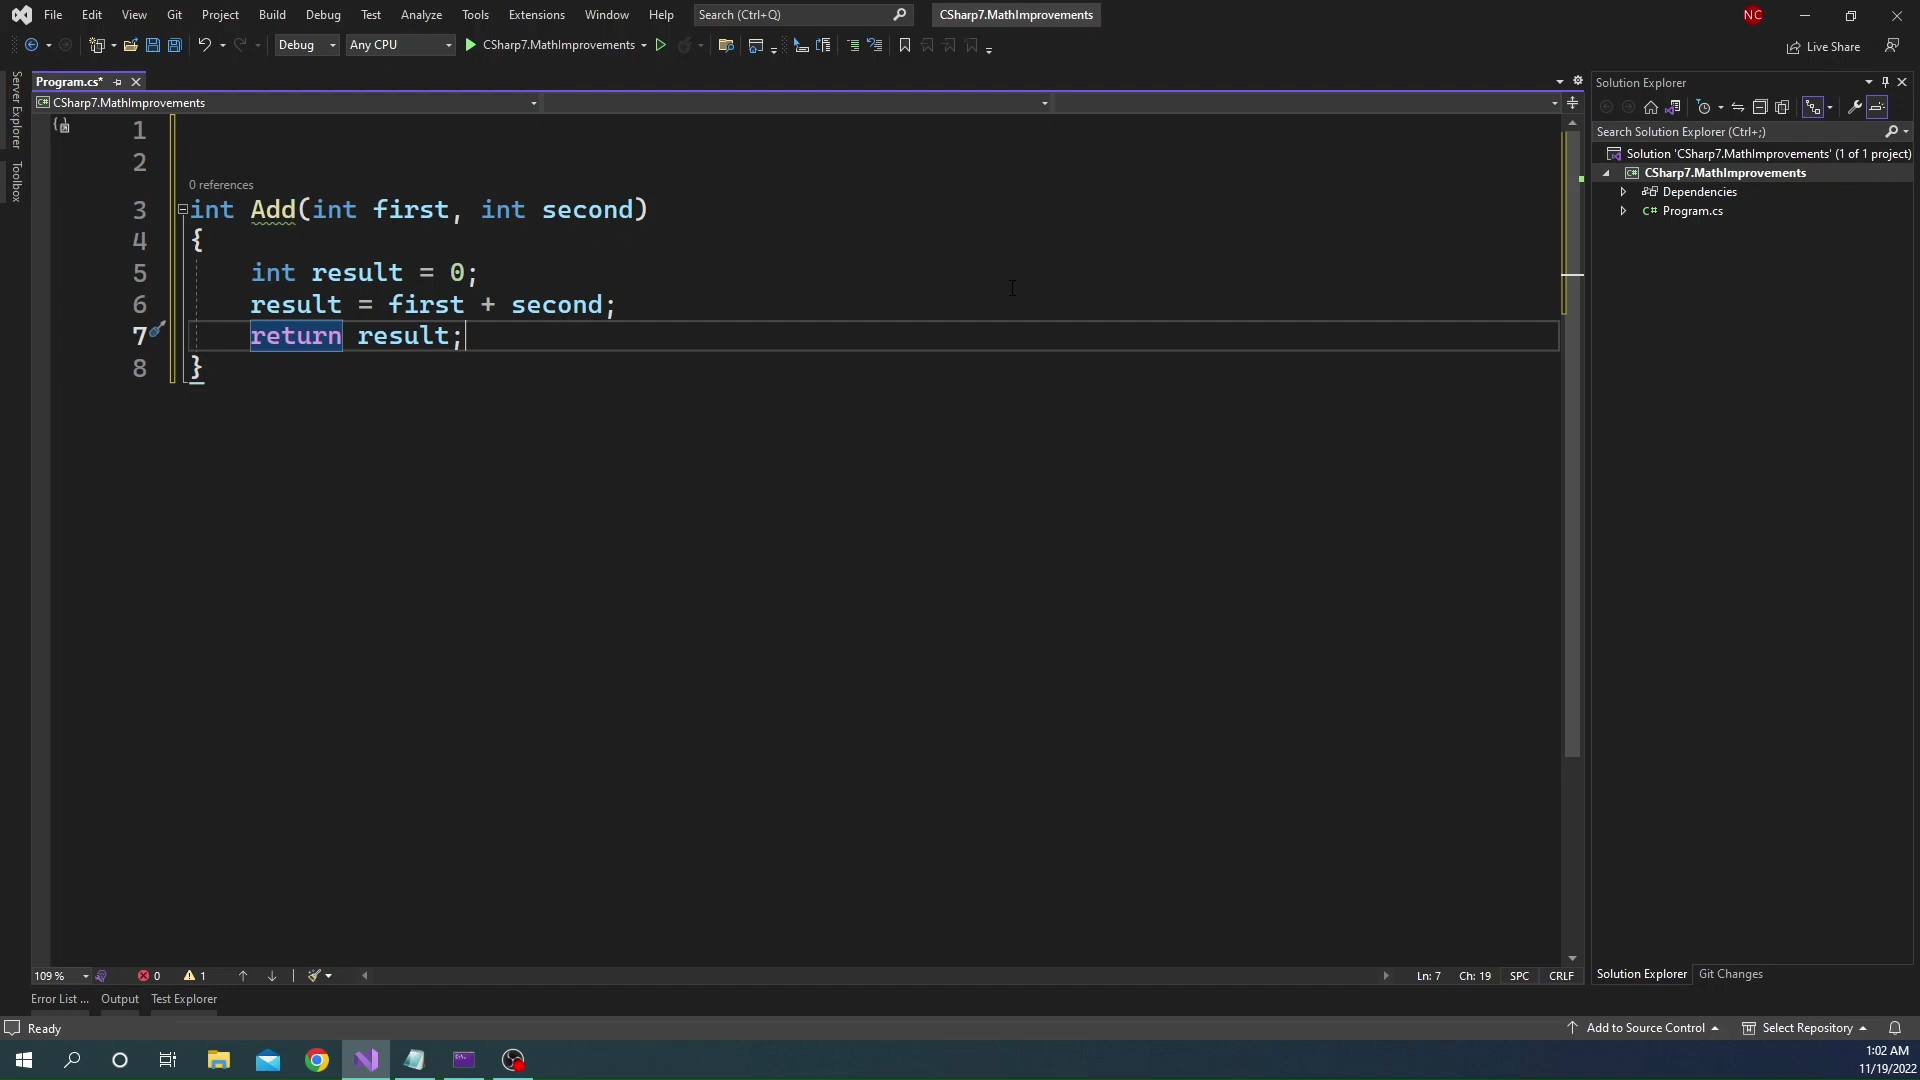 File Edit View Git Project Build Debug Test Analyze Tools Extensions Window Help Search (Ctrl+Q) CSharp7.MathImprovements NC
Debug Any CPU CSharp7.MathImprovements Live Share
Server Explorer
Toolbox
Program.cs*
C# CSharp7.MathImprovements
1
2
0 references
3 int Add(int first, int second)
4 {
5 int result = 0;
6 result = first + second;
7 return result;
8 }
109 % 0 1 Ln: 7 Ch: 19 SPC CRLF
Error List ... Output Test Explorer
Solution Explorer
Search Solution Explorer (Ctrl+;)
Solution 'CSharp7.MathImprovements' (1 of 1 project)
C# CSharp7.MathImprovements
Dependencies
C# Program.cs
Solution Explorer Git Changes
Ready Add to Source Control Select Repository
1:02 AM
11/19/2022